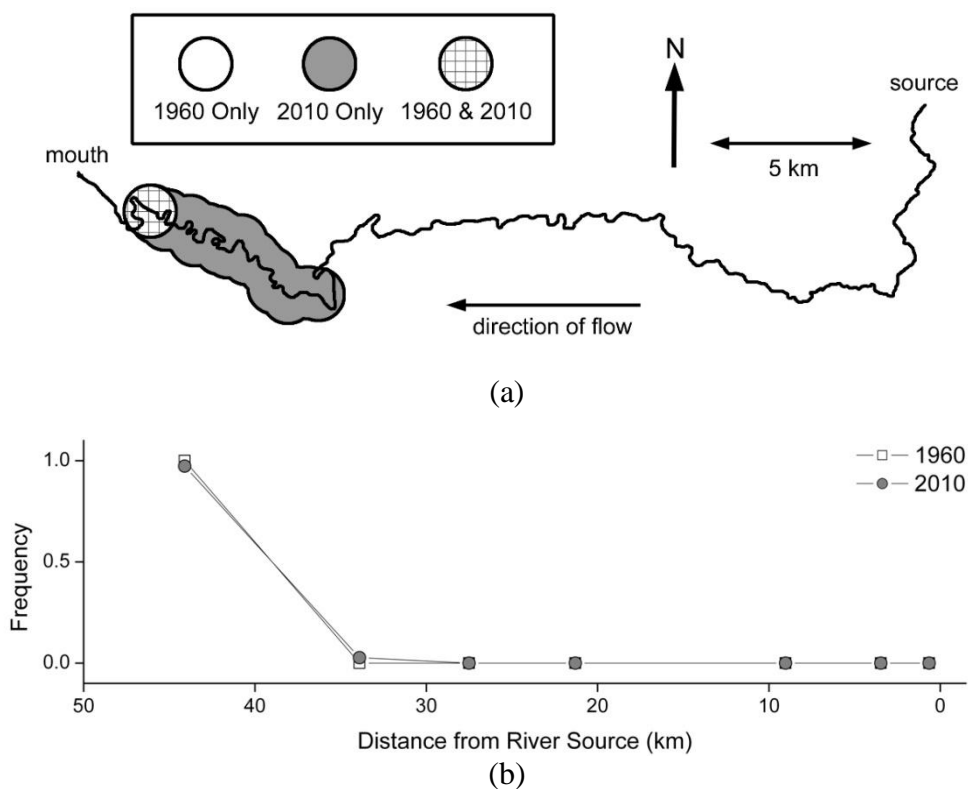 1960 Only 2010 Only 1960 & 2010
N
source
5 km
mouth
direction of flow
(a)
1.0
0.5
0.0
Frequency
1960
2010
50 40 30 20 10 0
Distance from River Source (km)
(b)